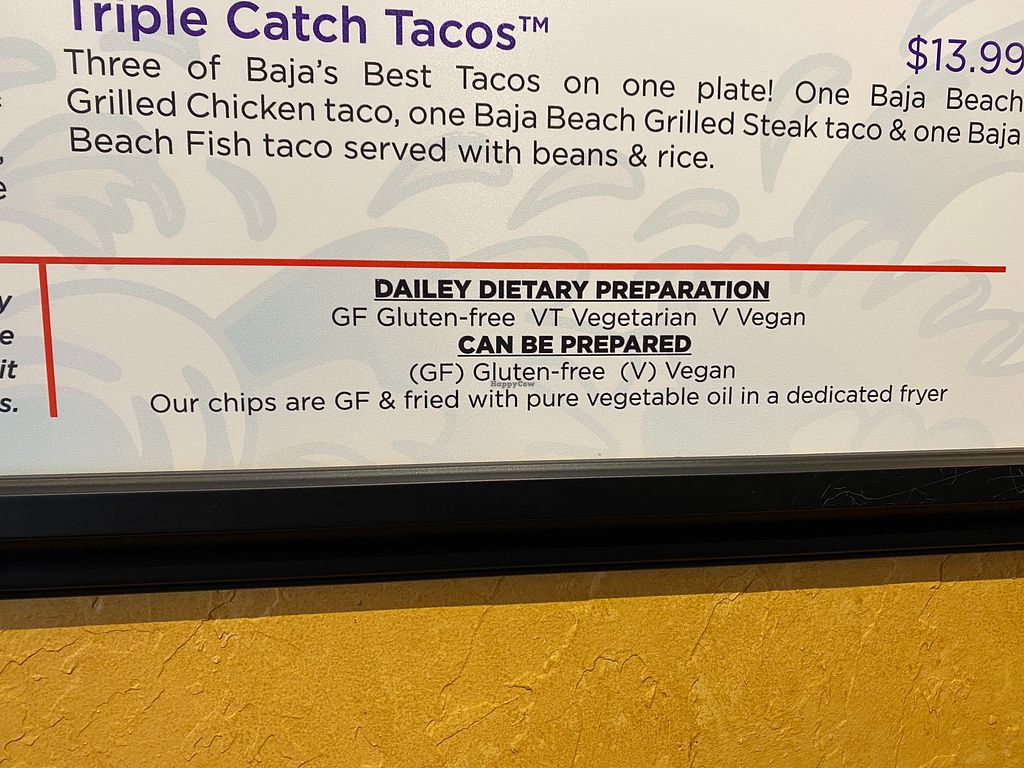 Triple Catch Tacos™
$13.99
Three of Baja's Best Tacos on one plate! One Baja Beach
Grilled Chicken taco, one Baja Beach Grilled Steak taco & one Baja
Beach Fish taco served with beans & rice.
DAILEY DIETARY PREPARATION
GF Gluten-free VT Vegetarian V Vegan
CAN BE PREPARED
(GF) Gluten-free (V) Vegan
HappyCow
Our chips are GF & fried with pure vegetable oil in a dedicated fryer
it